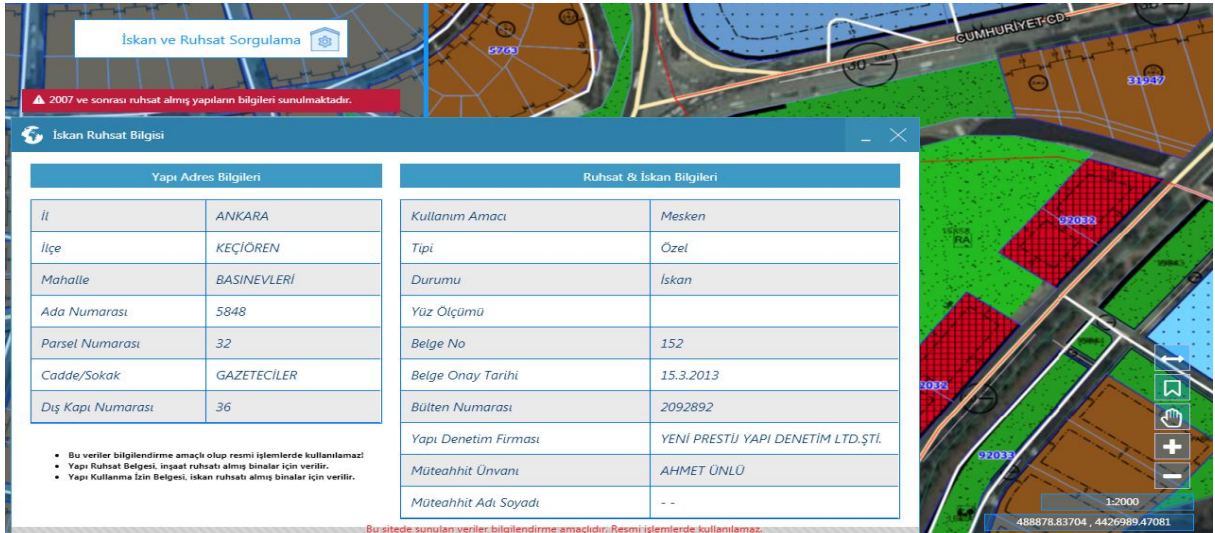 İskan ve Ruhsat Sorgulama
2007 ve sonrası ruhsat almış yapıların bilgileri sunulmaktadır.
5763
CUMHURİYET CD.
30
31947
İskan Ruhsat Bilgisi
Yapı Adres Bilgileri
İl ANKARA
İlçe KEÇİÖREN
Mahalle BASINEVLERİ
Ada Numarası 5848
Parsel Numarası 32
Cadde/Sokak GAZETECİLER
Dış Kapı Numarası 36
• Bu veriler bilgilendirme amaçlı olup resmi işlemlerde kullanılamaz!
• Yapı Ruhsat Belgesi, inşaat ruhsatı almış binalar için verilir.
• Yapı Kullanma İzin Belgesi, iskan ruhsatı almış binalar için verilir.
Ruhsat & İskan Bilgileri
Kullanım Amacı Mesken
Tipi Özel
Durumu İskan
Yüz Ölçümü
Belge No 152
Belge Onay Tarihi 15.3.2013
Bülten Numarası 2092892
Yapı Denetim Firması YENİ PRESTİJ YAPI DENETİM LTD.ŞTİ.
Müteahhit Ünvanı AHMET ÜNLÜ
Müteahhit Adı Soyadı - -
Bu sitede sunulan veriler bilgilendirme amaçlıdır. Resmi işlemlerde kullanılamaz.
92032
RA
2032
92033
1:2000
488878.83704 , 4426989.47081